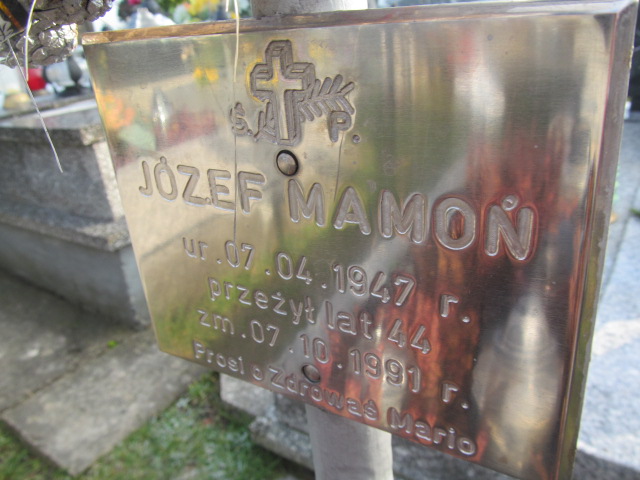 Ś. P.
JÓZEF MAMOŃ
ur. 07.04.1947 r.
przeżył lat 44
zm. 07.10.1991 r.
Prosi o Zdrowaś Mario